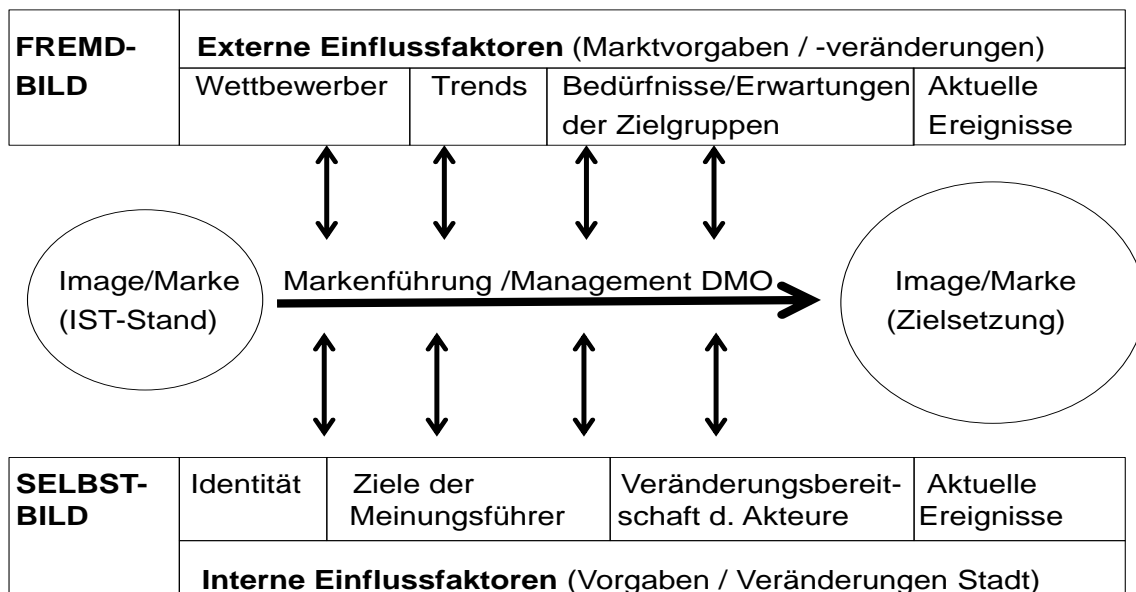 FREMD-
BILD
Externe Einflussfaktoren (Marktvorgaben / -veränderungen)
Wettbewerber
Trends
Bedürfnisse/Erwartungen
der Zielgruppen
Aktuelle
Ereignisse
Image/Marke
(IST-Stand)
Markenführung /Management DMO
Image/Marke
(Zielsetzung)
SELBST-
BILD
Identität
Ziele der
Meinungsführer
Veränderungsbereit-
schaft d. Akteure
Aktuelle
Ereignisse
Interne Einflussfaktoren (Vorgaben / Veränderungen Stadt)